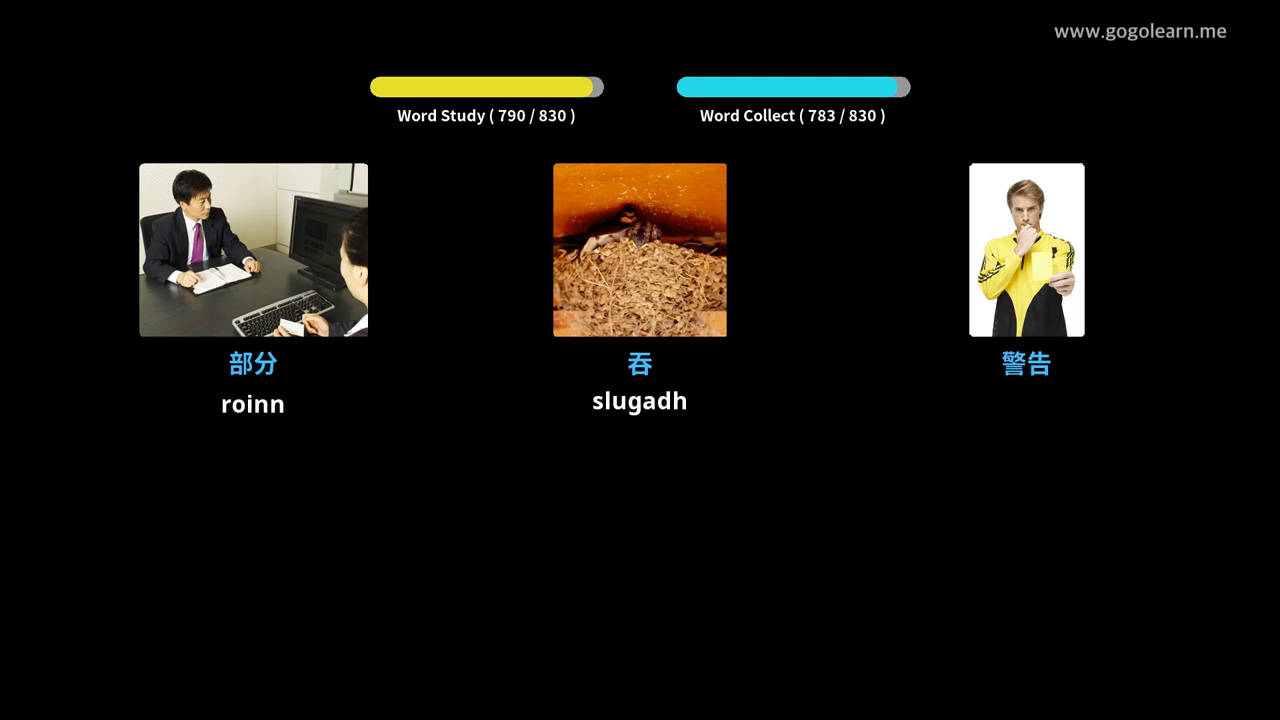 www.gogolearn.me
Word Study ( 790 / 830 )
Word Collect ( 783 / 830 )
部分
吞
警告
roinn
slugadh